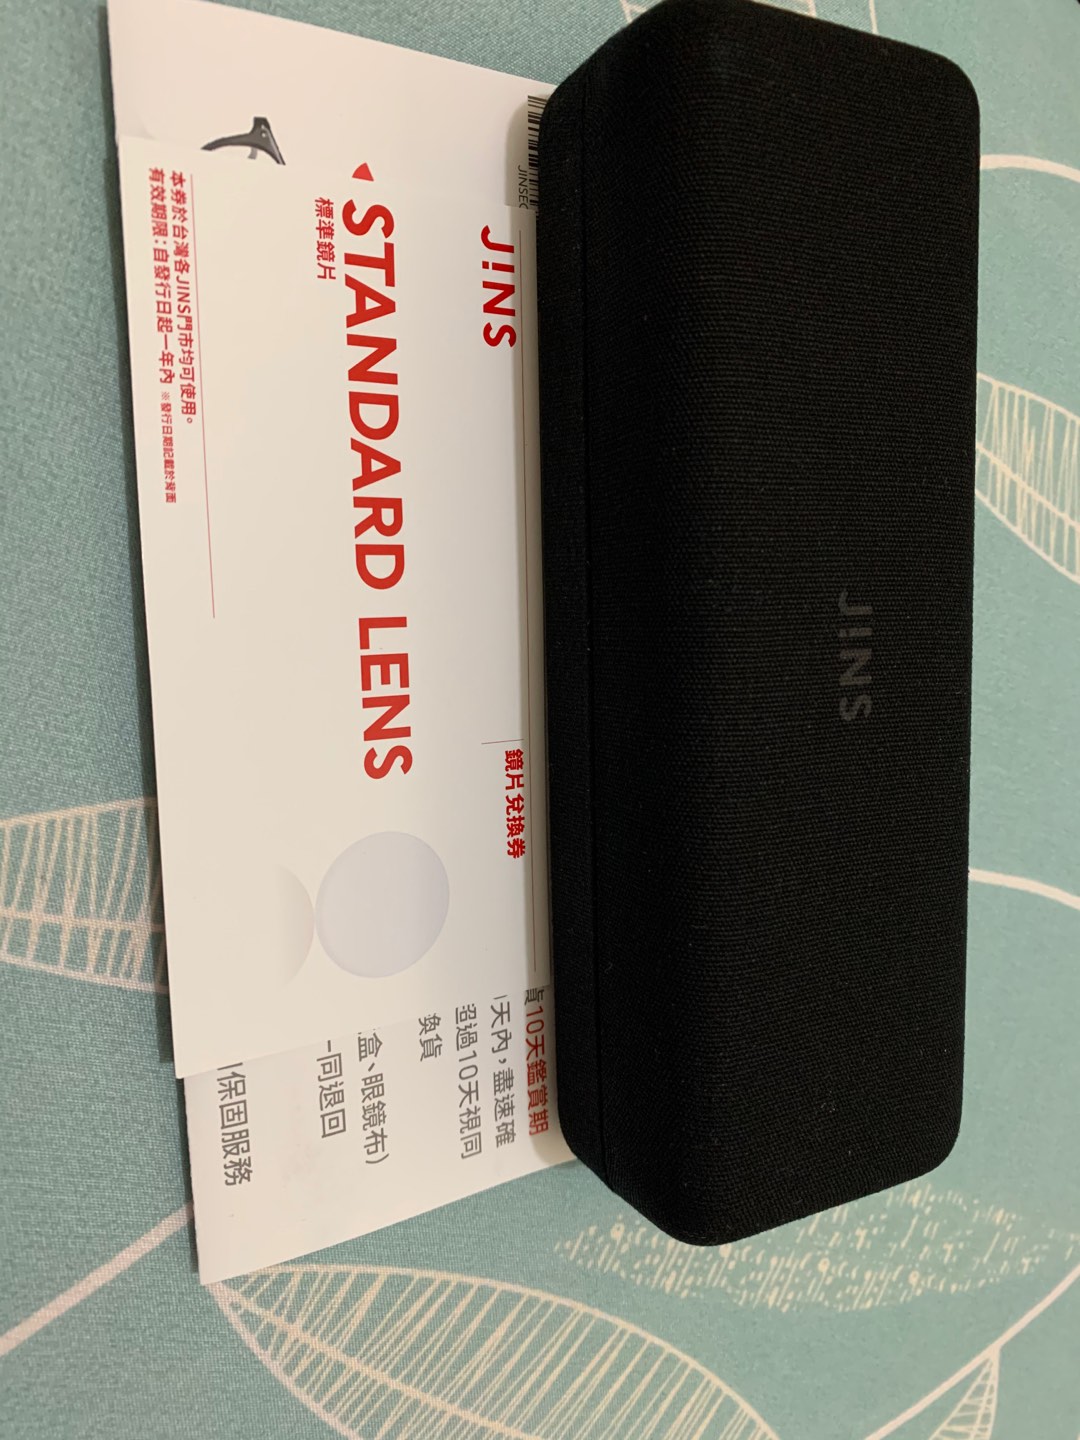 JINS
鏡片兌換券
STANDARD LENS
標準鏡片
本券於台灣各JINS門市均可使用。
有效期限：自發行日起一年內 ※發行日期記載於背面
JINS
10天鑑賞期
天內，盡速確
超過10天視同
換貨
盒、眼鏡布）
一同退回
保固服務